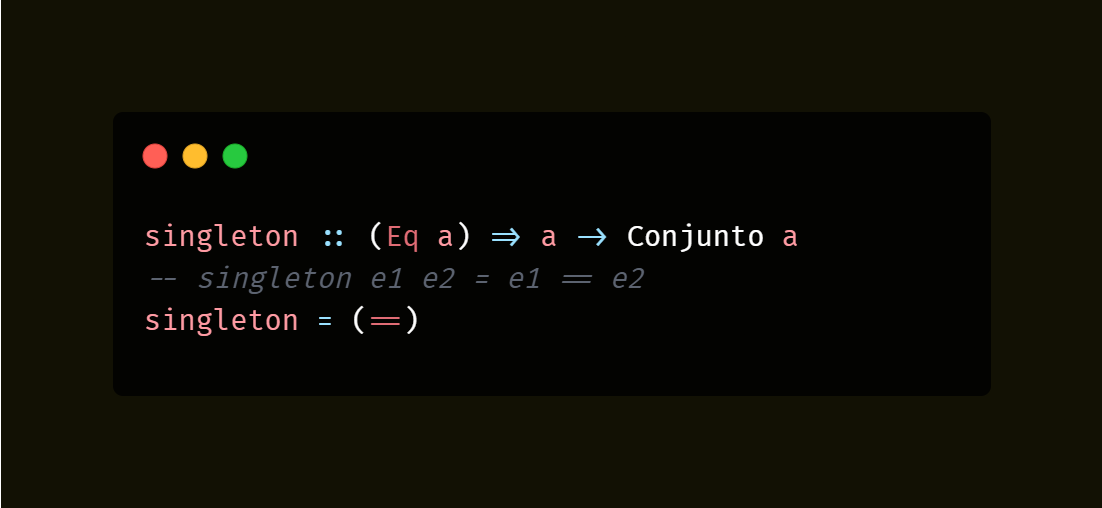 singleton :: (Eq a) => a -> Conjunto a
-- singleton e1 e2 = e1 == e2
singleton = (==)